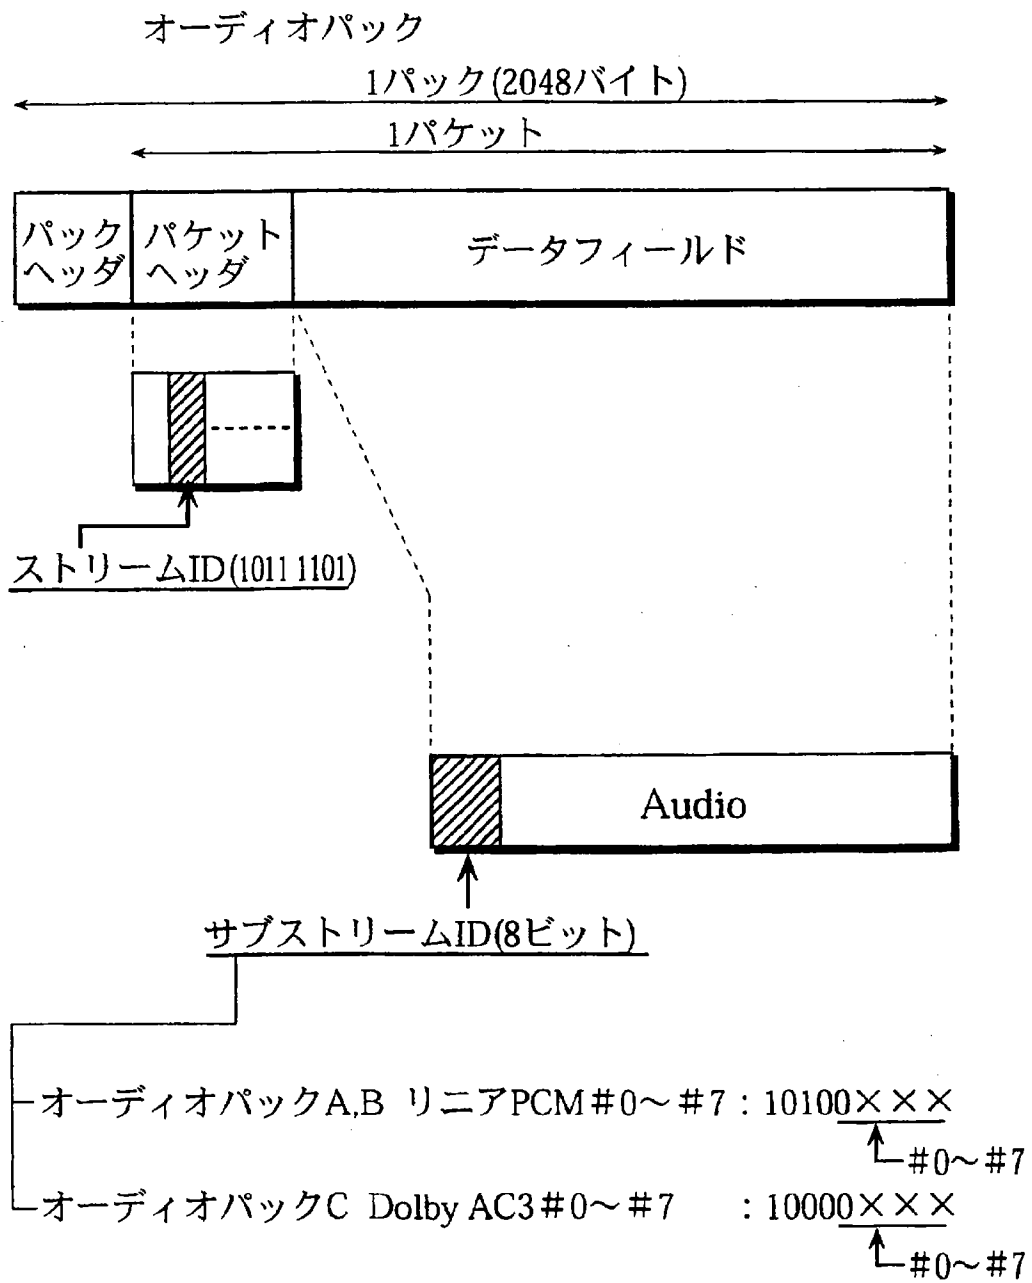 オーディオパック
1パック(2048バイト)
1パケット
パック
ヘッダ
パケット
ヘッダ
データフィールド
ストリームID(1011 1101)
Audio
サブストリームID(8ビット)
オーディオパックA,B リニアPCM#0～#7:10100×××
#0～#7
オーディオパックC Dolby AC3#0～#7 :10000×××
#0～#7